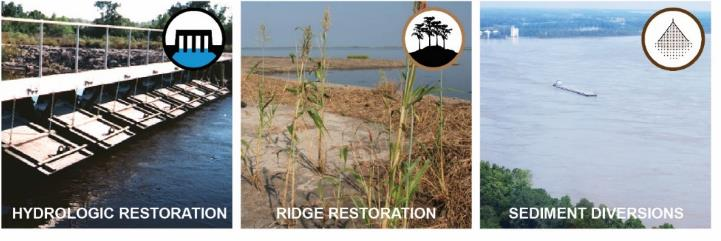 HYDROLOGIC RESTORATION
RIDGE RESTORATION
SEDIMENT DIVERSIONS